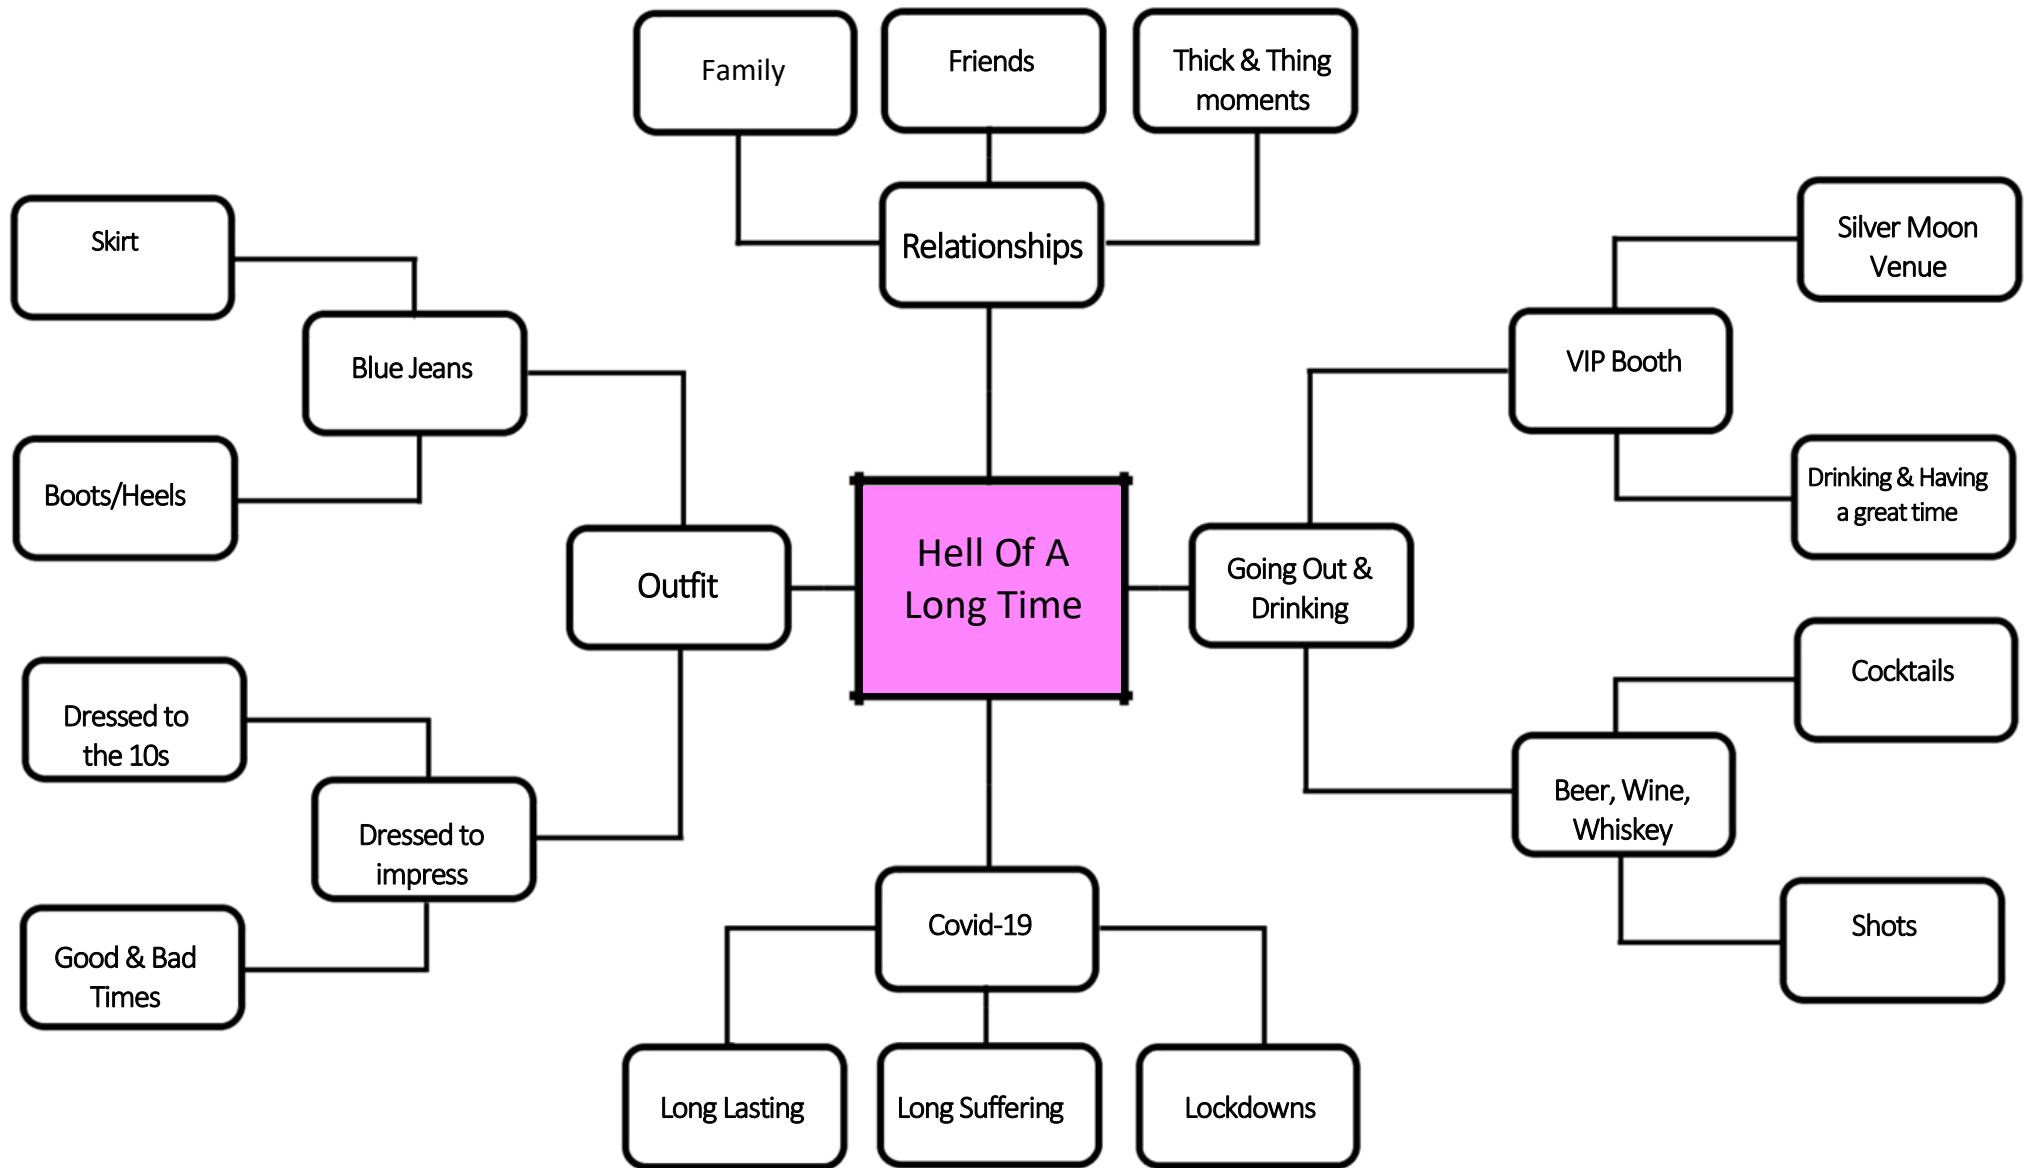 Family
Friends
Thick & Thing
moments
Relationships
Skirt
Blue Jeans
Boots/Heels
Outfit
Dressed to
the 10s
Dressed to
impress
Good & Bad
Times
Hell Of A
Long Time
Silver Moon
Venue
VIP Booth
Drinking & Having
a great time
Going Out &
Drinking
Cocktails
Beer, Wine,
Whiskey
Shots
Covid-19
Long Lasting
Long Suffering
Lockdowns